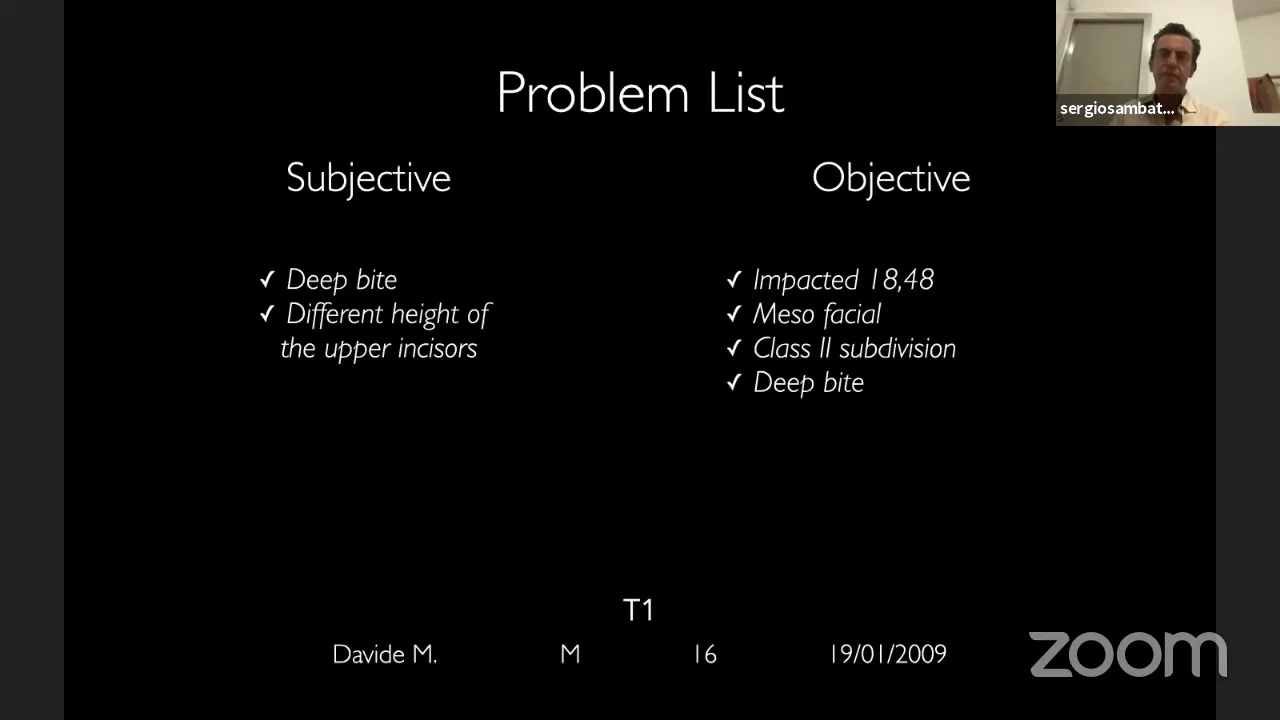 Problem List
sergiosambat...
Subjective
Objective
✓ Deep bite
✓ Different height of
the upper incisors
✓ Impacted 18,48
✓ Meso facial
✓ Class II subdivision
✓ Deep bite
T1
Davide M. M 16 19/01/2009
zoom